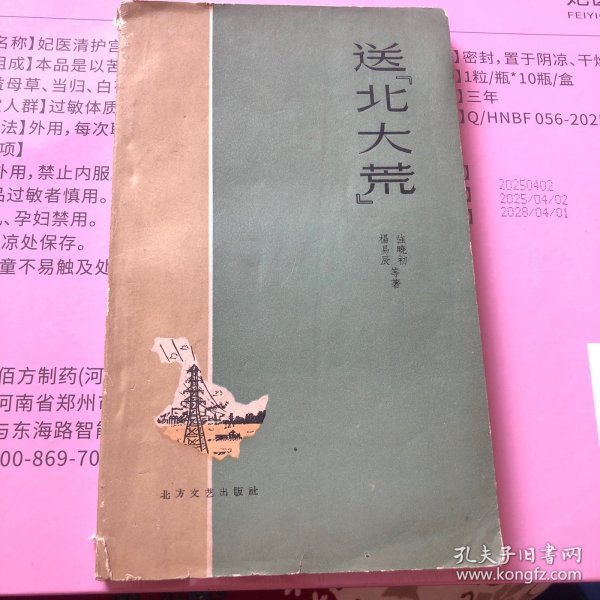 送『北大荒』
强晓初
杨易辰 等著
北方文艺出版社
名称】妃医清护宫
组成】本品是以苦
益母草、当归、白
人群】过敏体质
法】外用，每次
项】
外用，禁止内服
品过敏者慎用。
、孕妇禁用。
凉处保存。
童不易触及处
佰方制药(河
河南省郑州市
与东海路智能
00-869-70
FEIYI
密封，置于阴凉、干燥
1粒/瓶*10瓶/盒
三年
Q/HNBF 056-202
20250402
2025/04/02
2028/04/01
孔夫子旧书网
www.kongfz.com